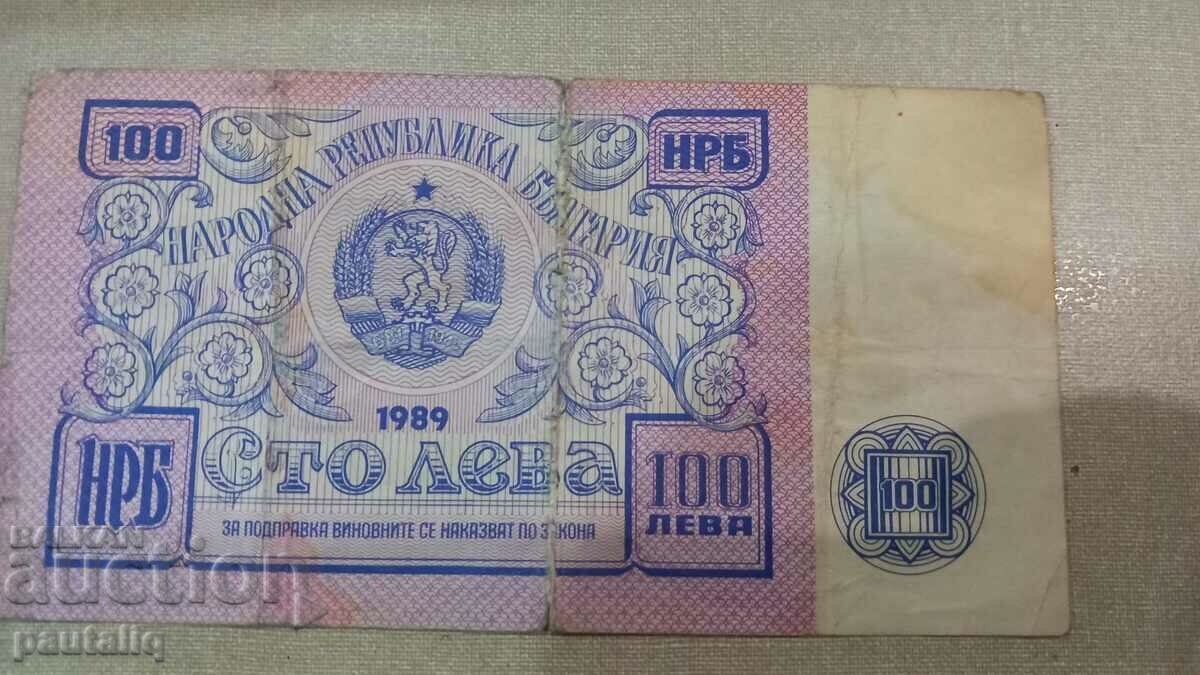 100
НРБ
НАРОДНА РЕПУБЛИКА БЪЛГАРИЯ
1989
НРБ
СТО ЛЕВА
100
ЛЕВА
100
ЗА ПОДПРАВКА ВИНОВНИТЕ СЕ НАКАЗВАТ ПО ЗАКОНА
BALKAN
auction
pautaliq